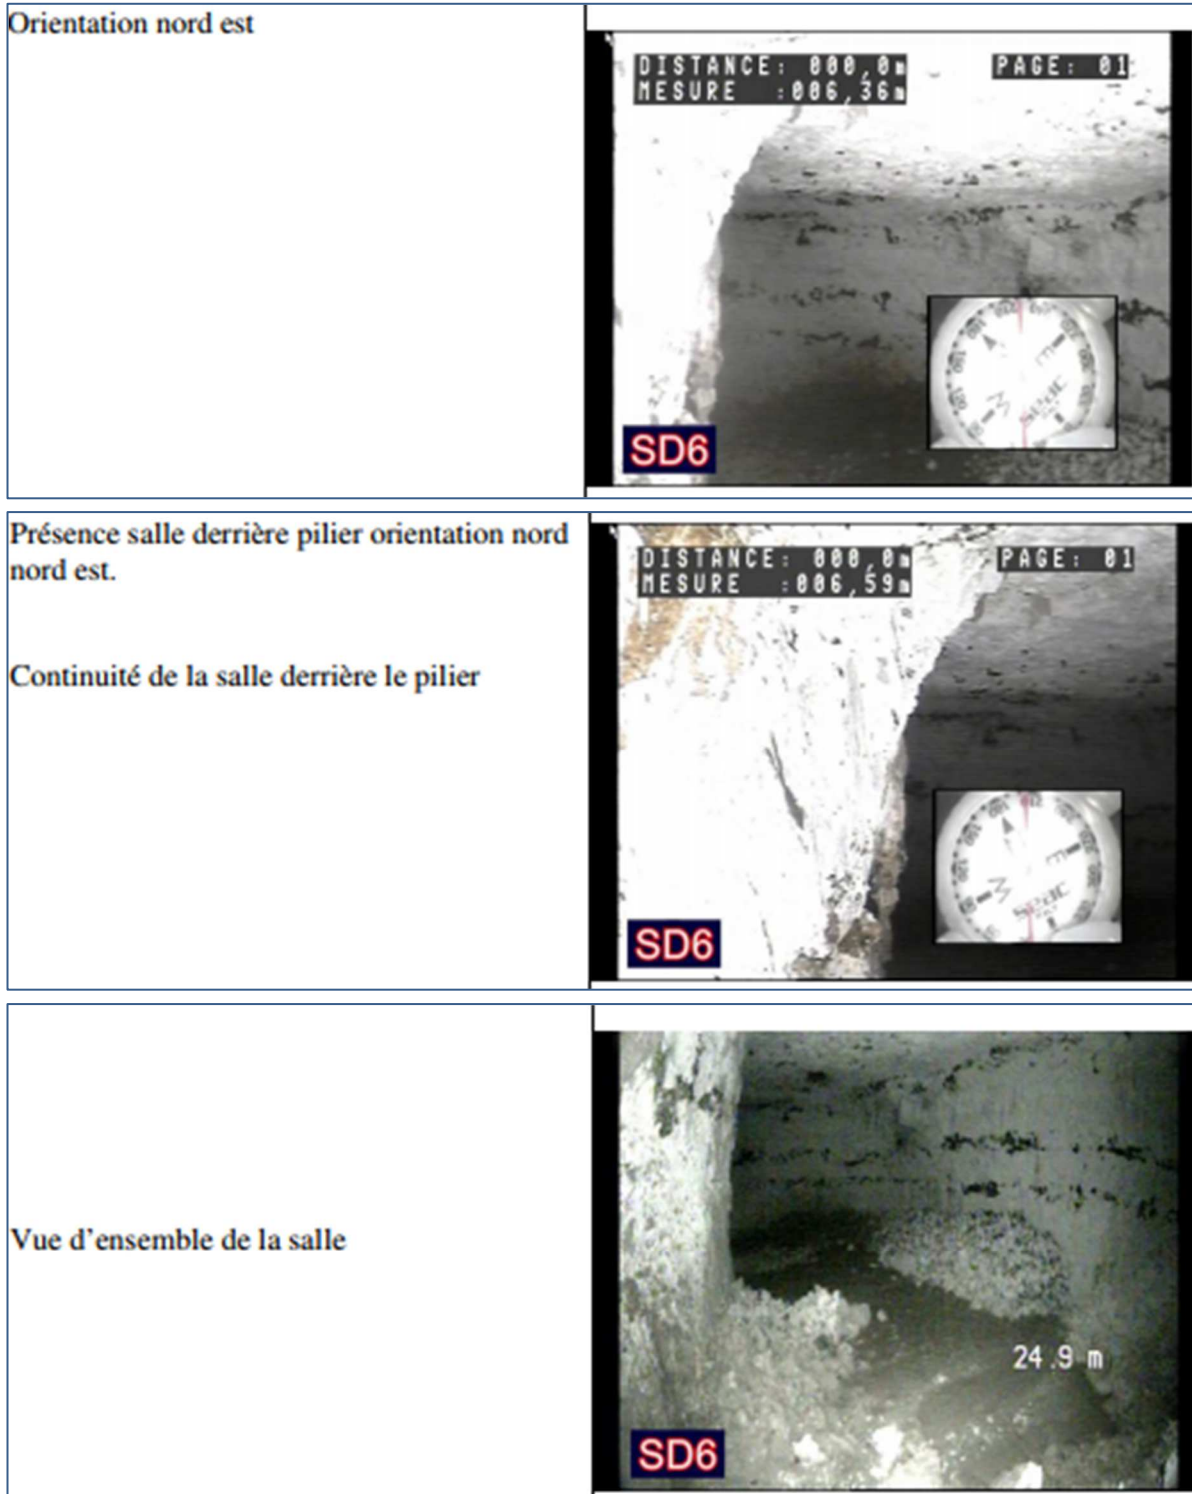 Orientation nord est
DISTANCE: 000,0m
PAGE: 01
MESURE :006,36m
SD6
Présence salle derrière pilier orientation nord
nord est.
Continuité de la salle derrière le pilier
DISTANCE: 000,0m
PAGE: 01
MESURE :006,59m
SD6
Vue d'ensemble de la salle
24.9 m
SD6